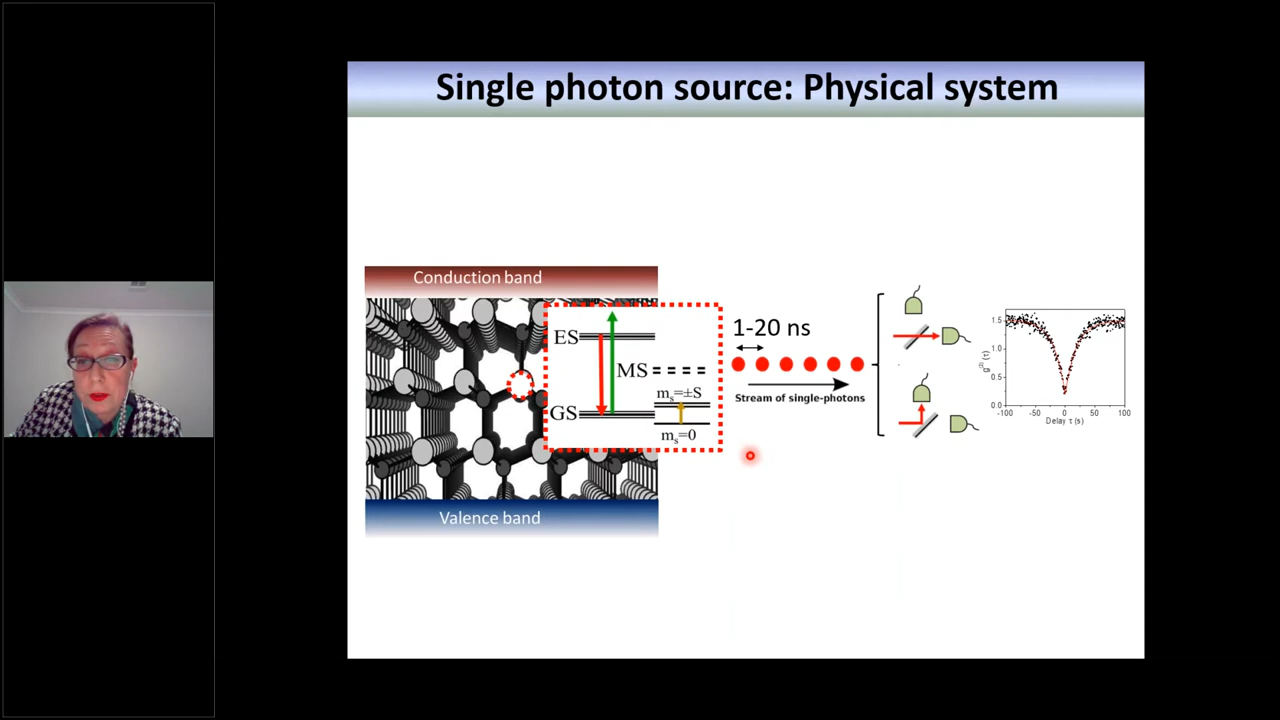 Single photon source: Physical system
Conduction band
ES
MS
mₛ=±S
GS
mₛ=0
Valence band
1-20 ns
Stream of single-photons
1.5
1.0
0.5
0.0
g⁽²⁾(τ)
-100 -50 0 50 100
Delay τ (s)